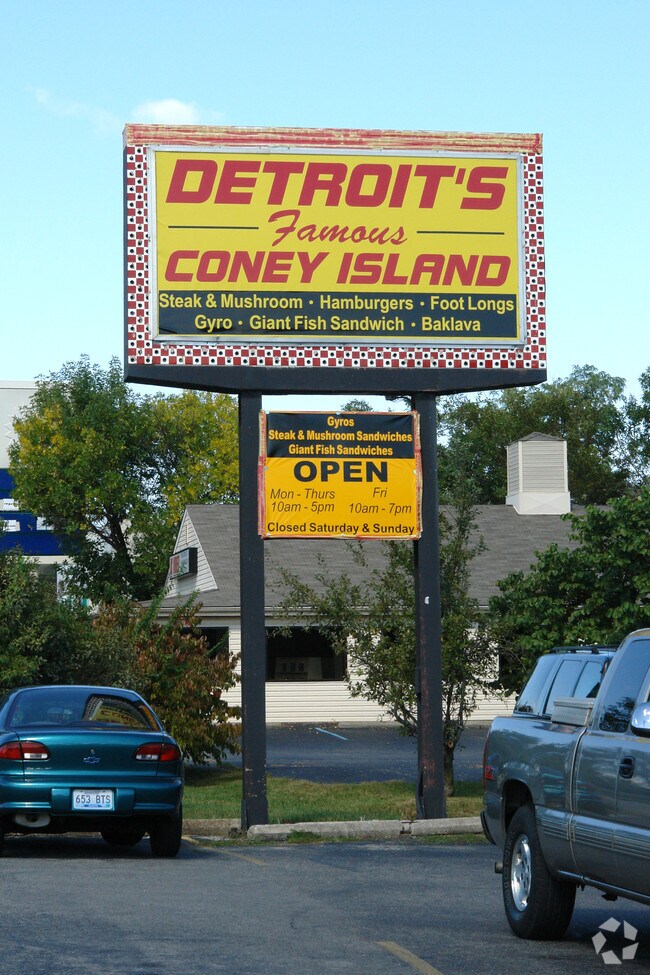 DETROIT'S
Famous
CONEY ISLAND
Steak & Mushroom • Hamburgers • Foot Longs
Gyro • Giant Fish Sandwich • Baklava
Gyros
Steak & Mushroom Sandwiches
Giant Fish Sandwiches
OPEN
Mon - Thurs Fri
10am - 5pm 10am - 7pm
Closed Saturday & Sunday
653 BTS